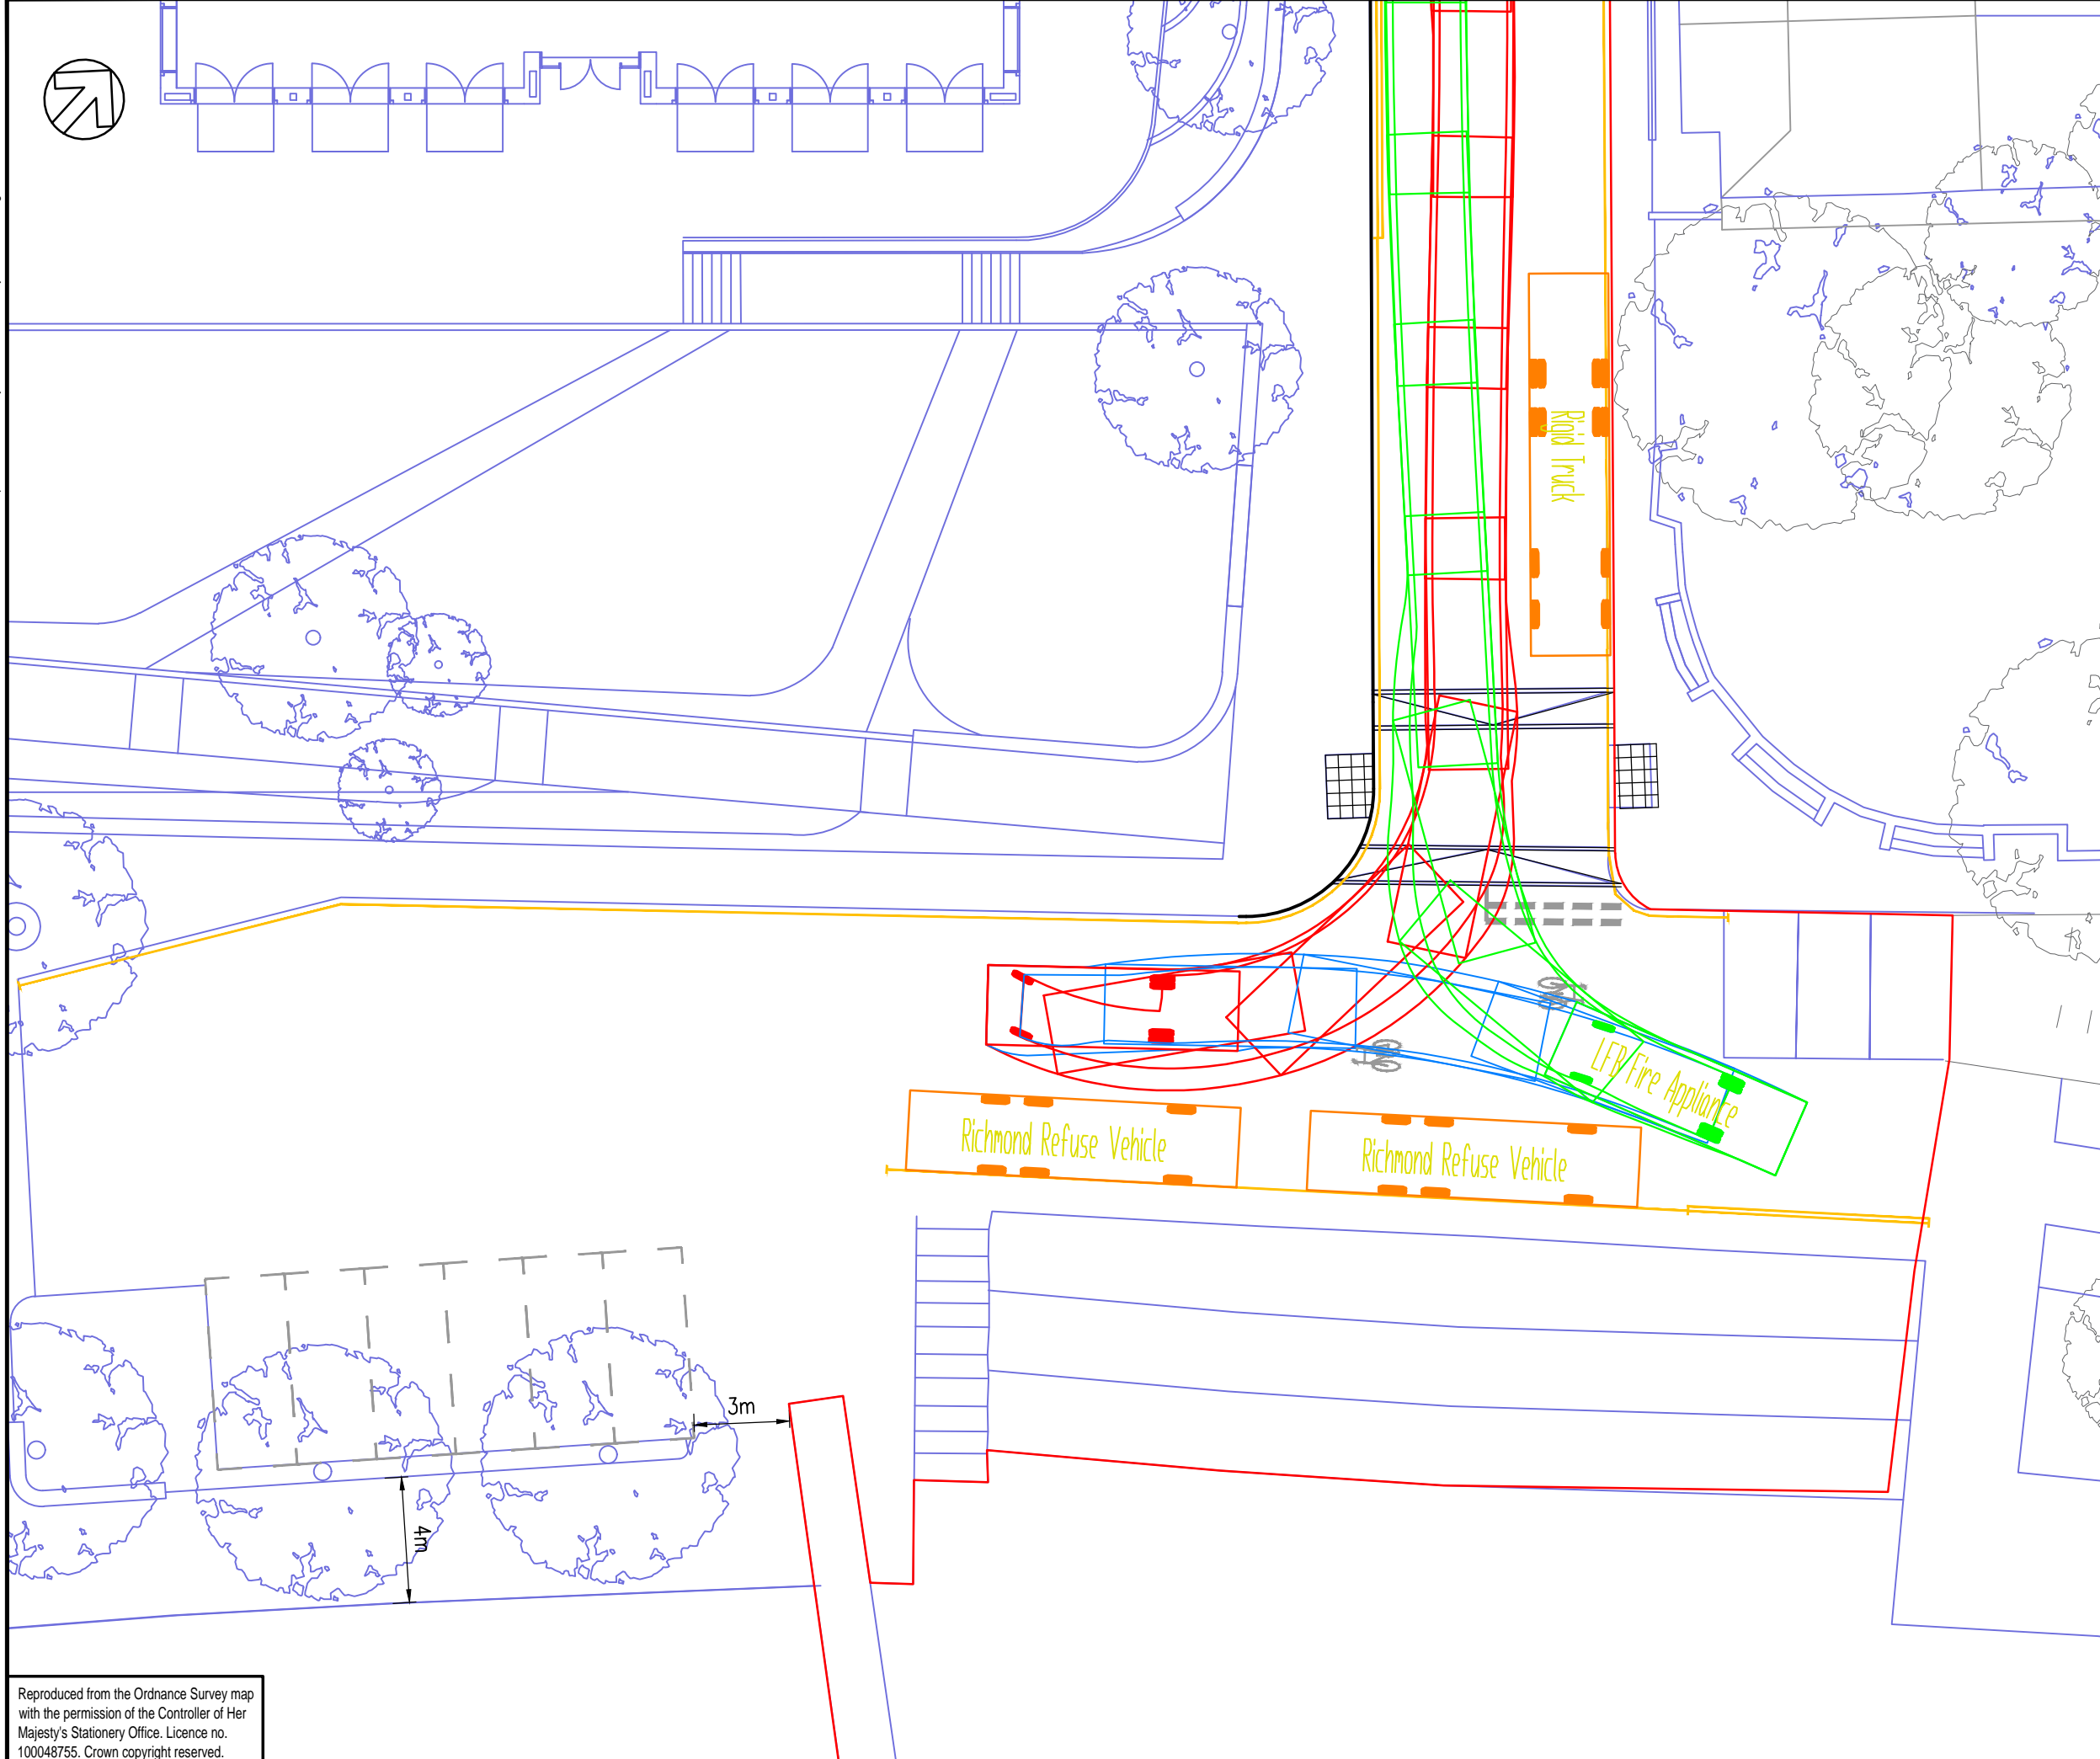 Rigid Truck
LFB Fire Appliance
Richmond Refuse Vehicle
Richmond Refuse Vehicle
3m
4m
Reproduced from the Ordnance Survey map
with the permission of the Controller of Her
Majesty's Stationery Office. Licence no.
100048755. Crown copyright reserved.